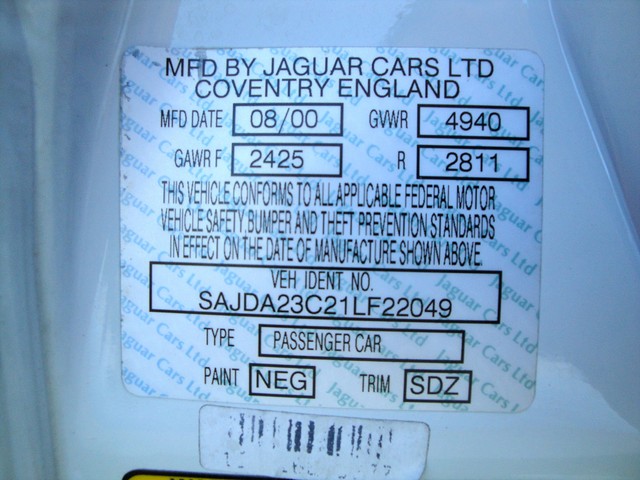 MFD BY JAGUAR CARS LTD
COVENTRY ENGLAND
MFD DATE 08/00 GVWR 4940
GAWR F 2425 R 2811
THIS VEHICLE CONFORMS TO ALL APPLICABLE FEDERAL MOTOR
VEHICLE SAFETY, BUMPER AND THEFT PREVENTION STANDARDS
IN EFFECT ON THE DATE OF MANUFACTURE SHOWN ABOVE.
VEH IDENT NO.
SAJDA23C21LF22049
TYPE PASSENGER CAR
PAINT NEG TRIM SDZ